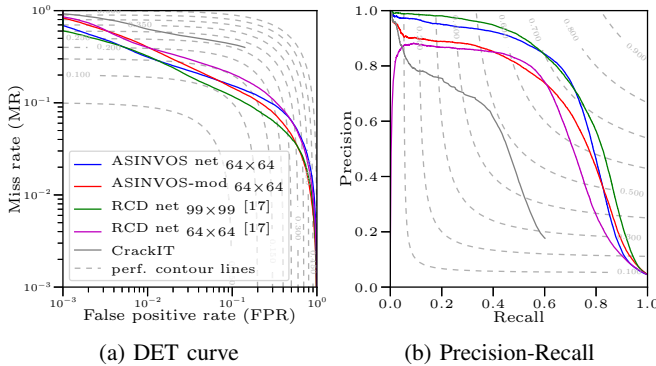 10⁰
10⁻¹
10⁻²
10⁻³
Miss rate (MR)
0.200
0.100
0.300
ASINVOS net 64×64
ASINVOS-mod 64×64
RCD net 99×99 [17]
RCD net 64×64 [17]
CrackIT
perf. contour lines
10⁻³ 10⁻² 10⁻¹ 10⁰
False positive rate (FPR)
(a) DET curve
1.0
0.8
0.6
0.4
0.2
0.0
Precision
0.700
0.800
0.900
0.500
0.100
0.0 0.2 0.4 0.6 0.8 1.0
Recall
(b) Precision-Recall